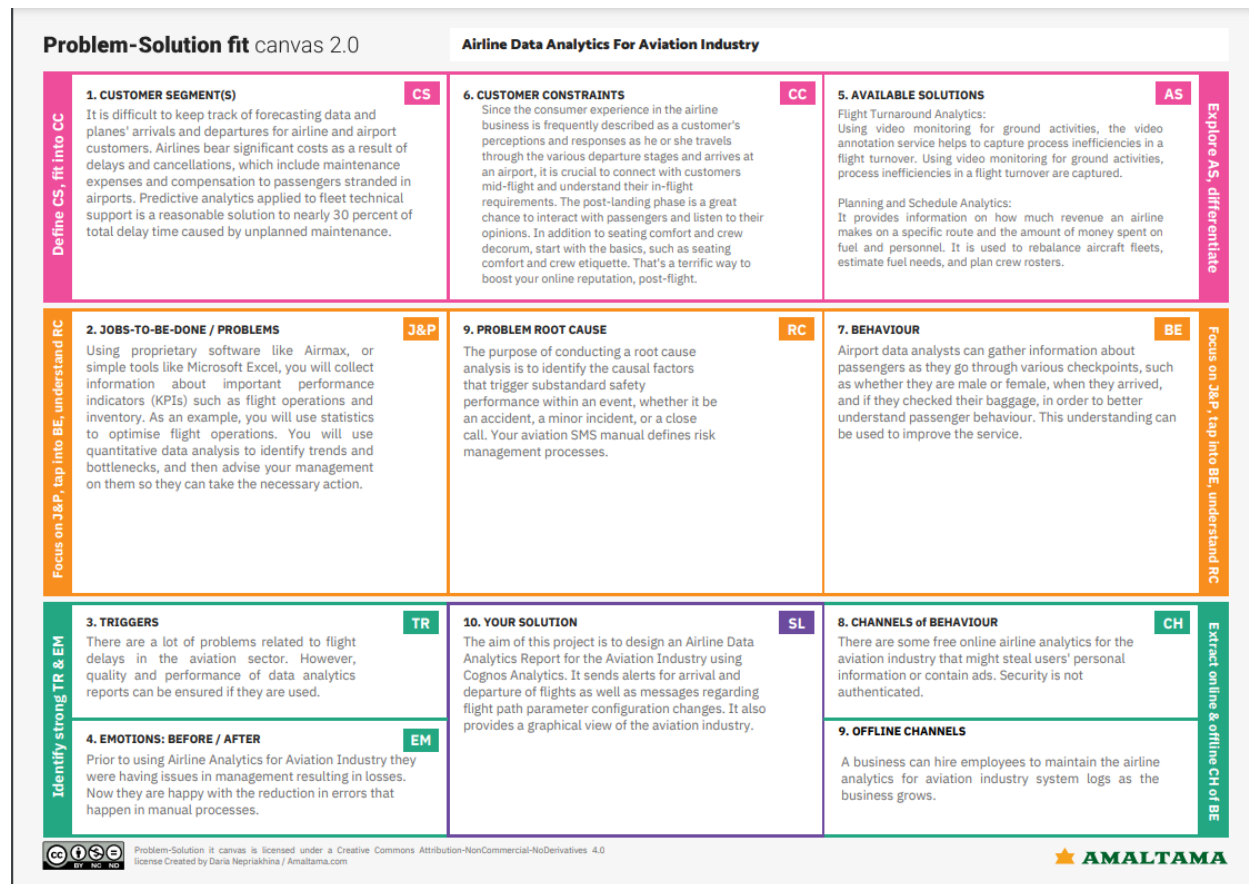 Problem-Solution fit canvas 2.0
Airline Data Analytics For Aviation Industry
Define CS, fit into CC
1. CUSTOMER SEGMENT(S)
CS
It is difficult to keep track of forecasting data and
planes' arrivals and departures for airline and airport
customers. Airlines bear significant costs as a result of
delays and cancellations, which include maintenance
expenses and compensation to passengers stranded in
airports. Predictive analytics applied to fleet technical
support is a reasonable solution to nearly 30 percent of
total delay time caused by unplanned maintenance.
6. CUSTOMER CONSTRAINTS
CC
Since the consumer experience in the airline
business is frequently described as a customer's
perceptions and responses as he or she travels
through the various departure stages and arrives at
an airport, it is crucial to connect with customers
mid-flight and understand their in-flight
requirements. The post-landing phase is a great
chance to interact with passengers and listen to their
opinions. In addition to seating comfort and crew
decorum, start with the basics, such as seating
comfort and crew etiquette. That's a terrific way to
boost your online reputation, post-flight.
5. AVAILABLE SOLUTIONS
AS
Flight Turnaround Analytics:
Using video monitoring for ground activities, the video
annotation service helps to capture process inefficiencies in a
flight turnover. Using video monitoring for ground activities,
process inefficiencies in a flight turnover are captured.
Planning and Schedule Analytics:
It provides information on how much revenue an airline
makes on a specific route and the amount of money spent on
fuel and personnel. It is used to rebalance aircraft fleets,
estimate fuel needs, and plan crew rosters.
Explore AS, differentiate
Focus on J&P, tap into BE, understand RC
2. JOBS-TO-BE-DONE / PROBLEMS
J&P
Using proprietary software like Airmax, or
simple tools like Microsoft Excel, you will collect
information about important performance
indicators (KPIs) such as flight operations and
inventory. As an example, you will use statistics
to optimise flight operations. You will use
quantitative data analysis to identify trends and
bottlenecks, and then advise your management
on them so they can take the necessary action.
9. PROBLEM ROOT CAUSE
RC
The purpose of conducting a root cause
analysis is to identify the causal factors
that trigger substandard safety
performance within an event, whether it be
an accident, a minor incident, or a close
call. Your aviation SMS manual defines risk
management processes.
7. BEHAVIOUR
BE
Airport data analysts can gather information about
passengers as they go through various checkpoints, such
as whether they are male or female, when they arrived,
and if they checked their baggage, in order to better
understand passenger behaviour. This understanding can
be used to improve the service.
Focus on J&P, tap into BE, understand RC
Identify strong TR & EM
3. TRIGGERS
TR
There are a lot of problems related to flight
delays in the aviation sector. However,
quality and performance of data analytics
reports can be ensured if they are used.
4. EMOTIONS: BEFORE / AFTER
EM
Prior to using Airline Analytics for Aviation Industry they
were having issues in management resulting in losses.
Now they are happy with the reduction in errors that
happen in manual processes.
10. YOUR SOLUTION
SL
The aim of this project is to design an Airline Data
Analytics Report for the Aviation Industry using
Cognos Analytics. It sends alerts for arrival and
departure of flights as well as messages regarding
flight path parameter configuration changes. It also
provides a graphical view of the aviation industry.
8. CHANNELS of BEHAVIOUR
CH
There are some free online airline analytics for the
aviation industry that might steal users' personal
information or contain ads. Security is not
authenticated.
9. OFFLINE CHANNELS
A business can hire employees to maintain the airline
analytics for aviation industry system logs as the
business grows.
Extract online & offline CH of BE
cc
BY NC ND
Problem-Solution it canvas is licensed under a Creative Commons Attribution-NonCommercial-NoDerivatives 4.0
license Created by Daria Nepriakhina / Amaltama.com
AMALTAMA